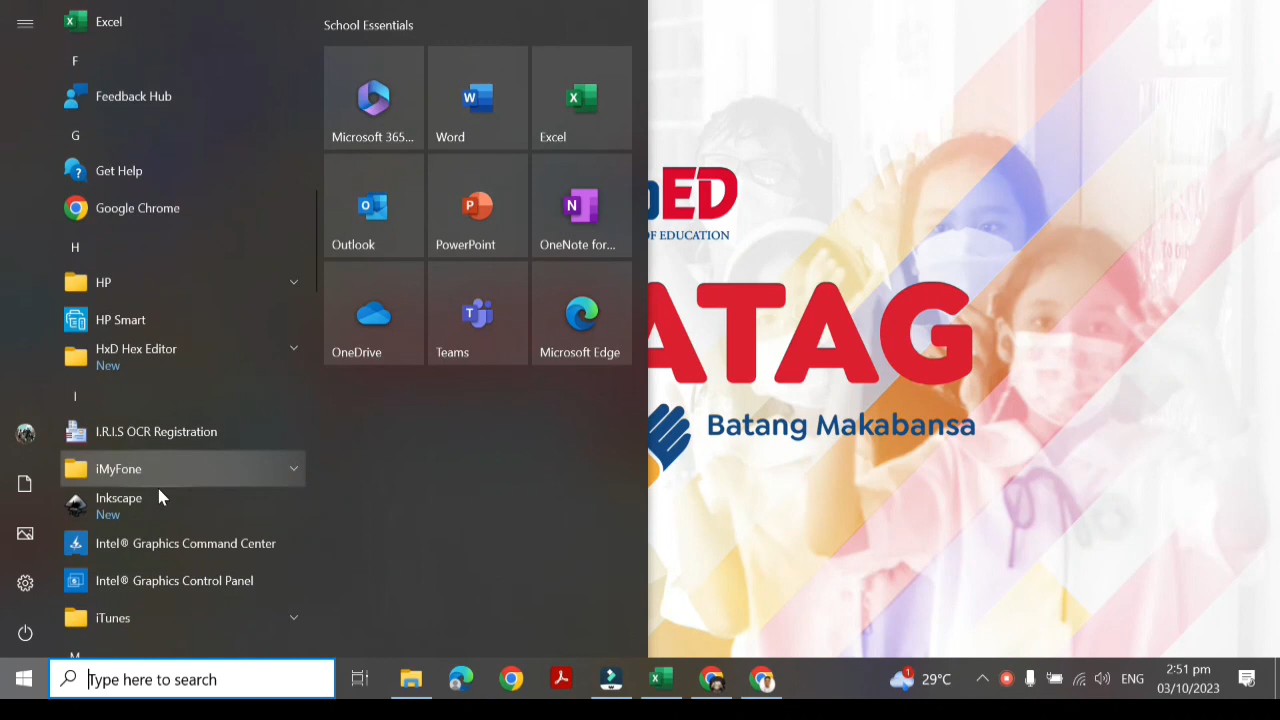 Excel
F
Feedback Hub
G
Get Help
Google Chrome
H
HP
HP Smart
HxD Hex Editor
New
I
I.R.I.S OCR Registration
iMyFone
Inkscape
New
Intel® Graphics Command Center
Intel® Graphics Control Panel
iTunes
M
School Essentials
Microsoft 365...
Word
Excel
Outlook
PowerPoint
OneNote for...
OneDrive
Teams
Microsoft Edge
ED
OF EDUCATION
ATAG
Batang Makabansa
Type here to search
1
29°C
ENG
2:51 pm
03/10/2023